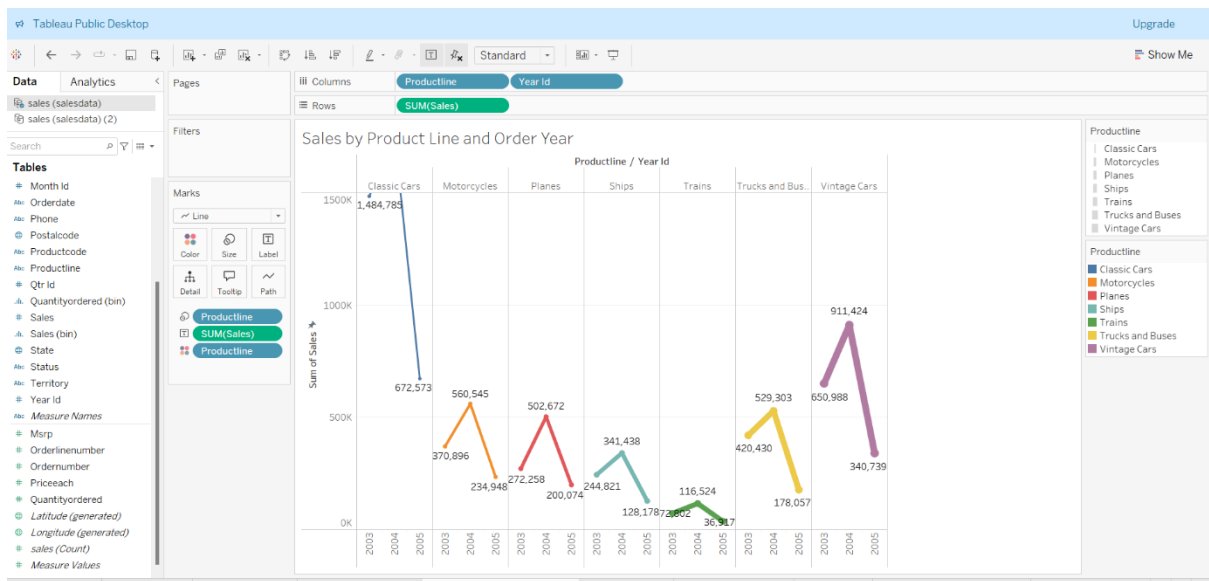 Tableau Public Desktop
Upgrade
Standard
Show Me
Data
Analytics
sales (salesdata)
sales (salesdata) (2)
Search
Tables
Month Id
Abc Orderdate
Abc Phone
Postalcode
Abc Productcode
Abc Productline
Qtr Id
Quantityordered (bin)
Sales
Sales (bin)
State
Abc Status
Abc Territory
Year Id
Abc Measure Names
Msrp
Orderlinenumber
Ordernumber
Priceeach
Quantityordered
Latitude (generated)
Longitude (generated)
sales (Count)
Measure Values
Pages
Filters
Marks
Line
Color Size Label
Detail Tooltip Path
Productline
SUM(Sales)
Productline
Columns
Productline Year Id
Rows
SUM(Sales)
Sales by Product Line and Order Year
Productline / Year Id
Classic Cars Motorcycles Planes Ships Trains Trucks and Bus.. Vintage Cars
Sum of Sales
1500K
1000K
500K
0K
1,484,785
672,573
370,896
560,545
234,948
272,258
502,672
200,074
244,821
341,438
128,178
72,802
116,524
36,917
420,430
529,303
178,057
650,988
911,424
340,739
2003 2004 2005 2003 2004 2005 2003 2004 2005 2003 2004 2005 2003 2004 2005 2003 2004 2005 2003 2004 2005
Productline
Classic Cars
Motorcycles
Planes
Ships
Trains
Trucks and Buses
Vintage Cars
Productline
Classic Cars
Motorcycles
Planes
Ships
Trains
Trucks and Buses
Vintage Cars